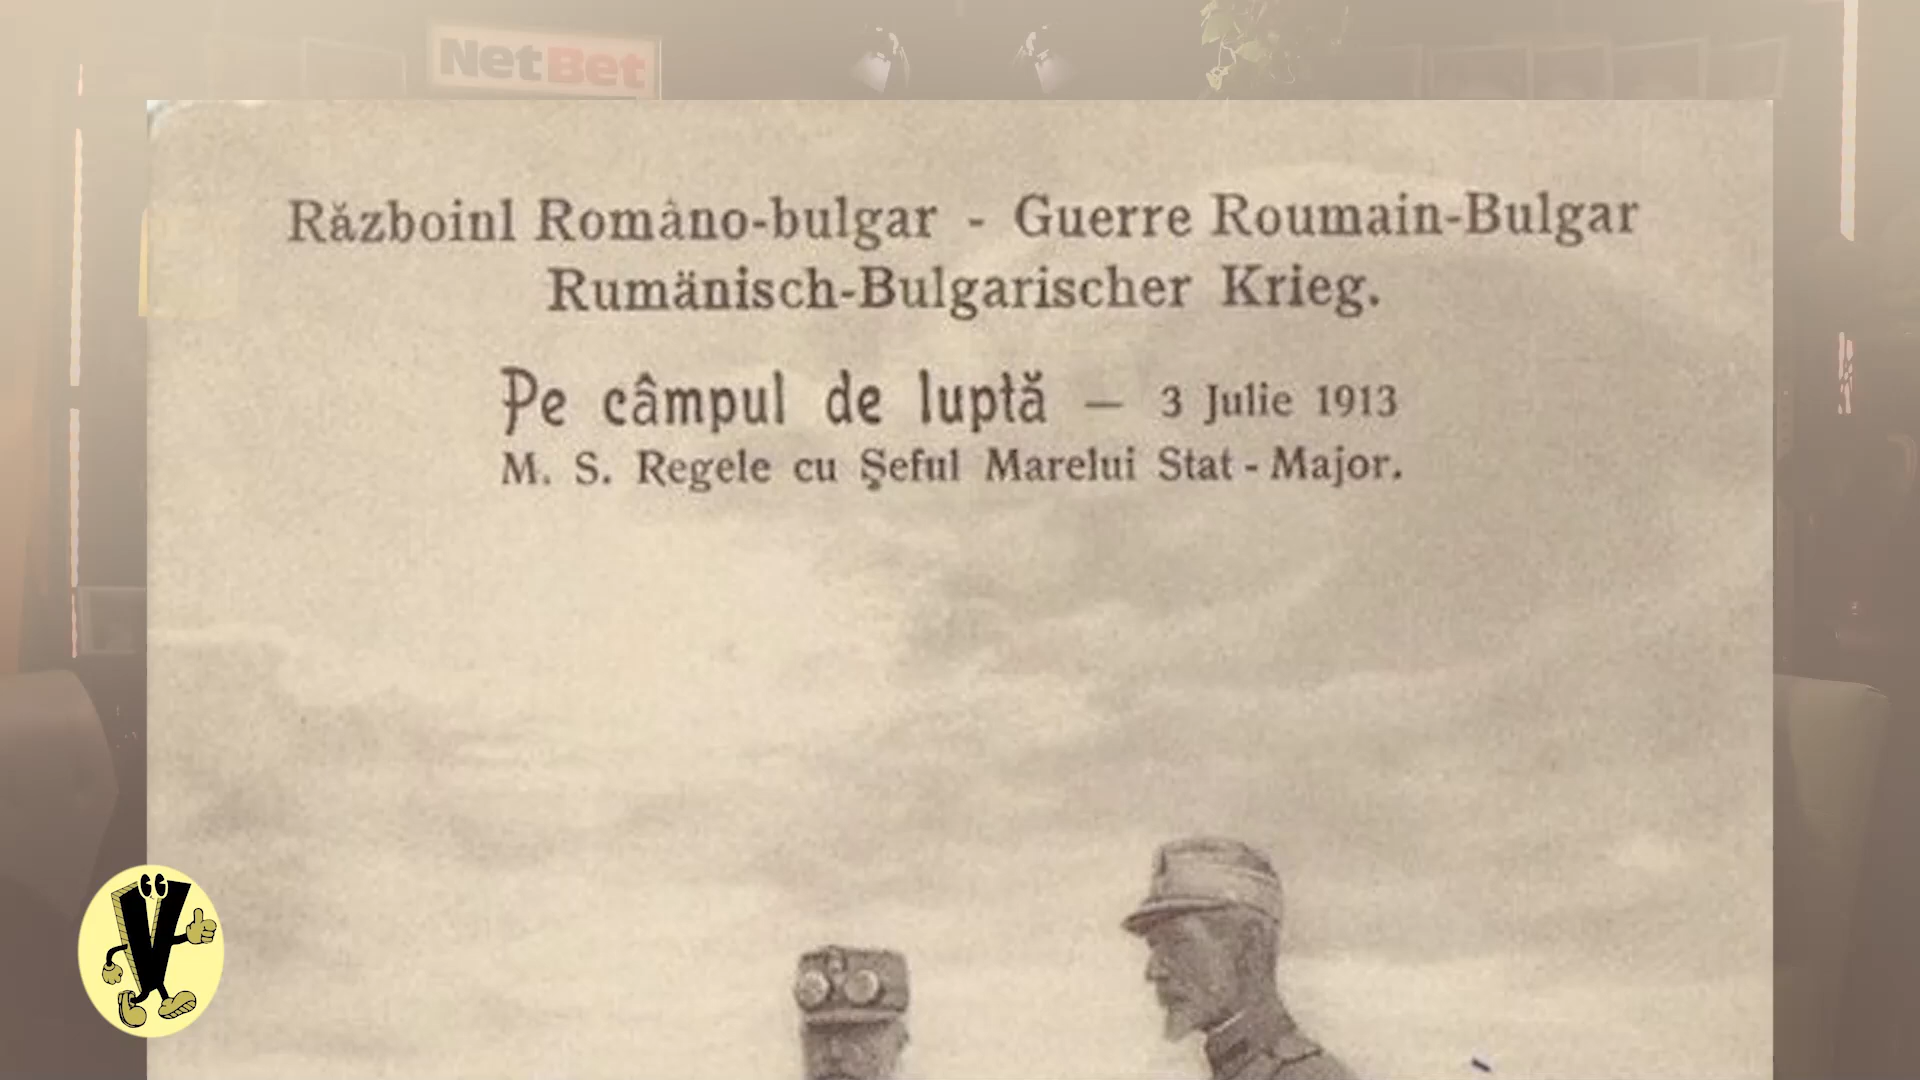 NetBet
Războinl Româno-bulgar - Guerre Roumain-Bulgar
Rumänisch-Bulgarischer Krieg.
Pe câmpul de luptă — 3 Julie 1913
M. S. Regele cu Şeful Marelui Stat - Major.